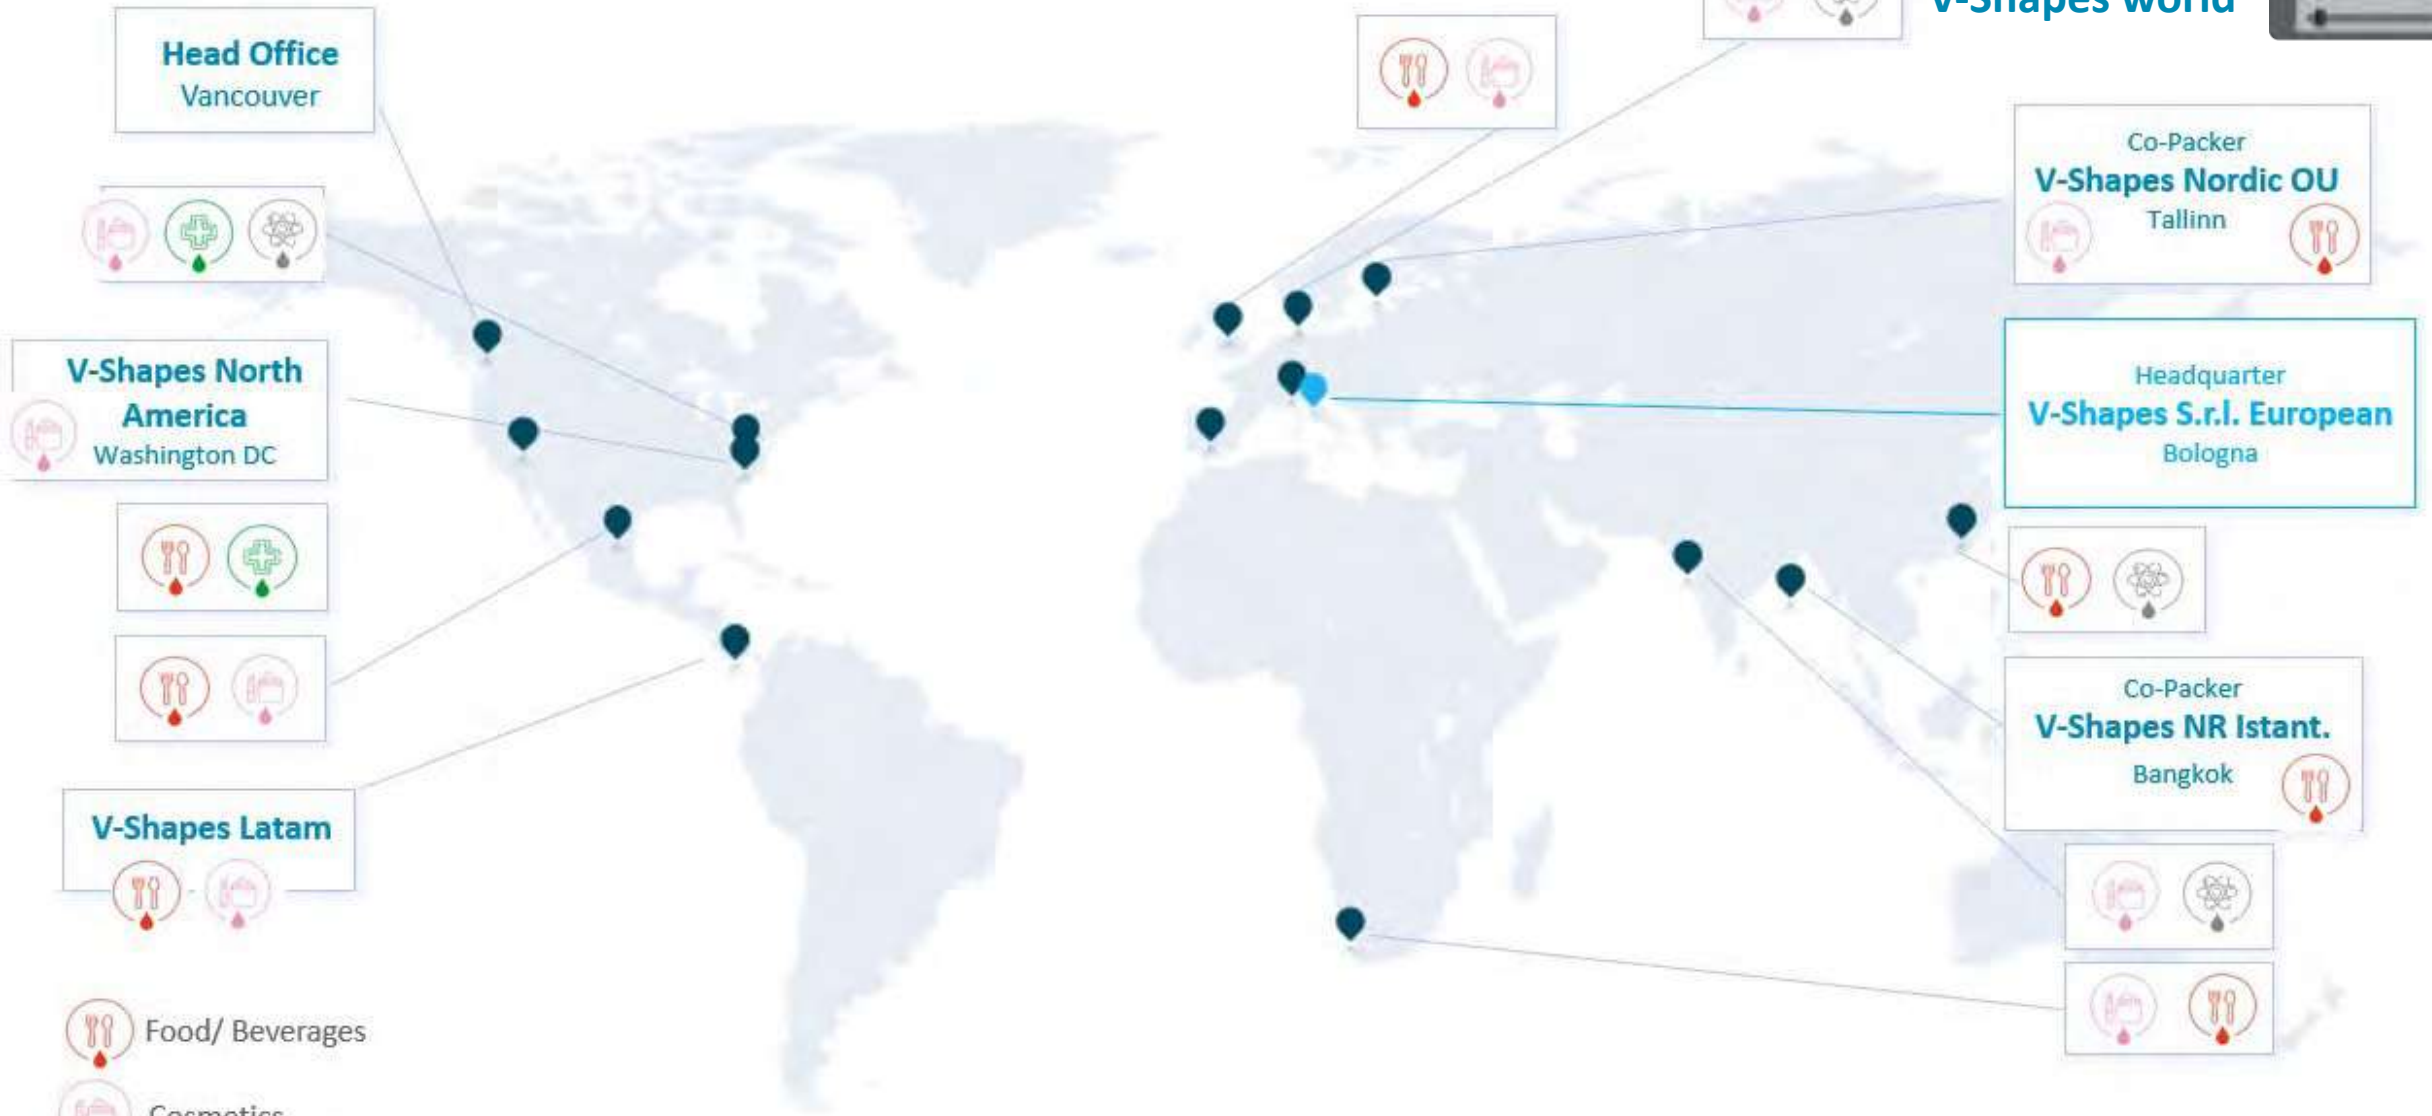 V-Shapes world
Head Office
Vancouver
Co-Packer
V-Shapes Nordic OU
Tallinn
V-Shapes North
America
Washington DC
Headquarter
V-Shapes S.r.l. European
Bologna
Co-Packer
V-Shapes NR Istant.
Bangkok
V-Shapes Latam
Food/ Beverages
Cosmetics